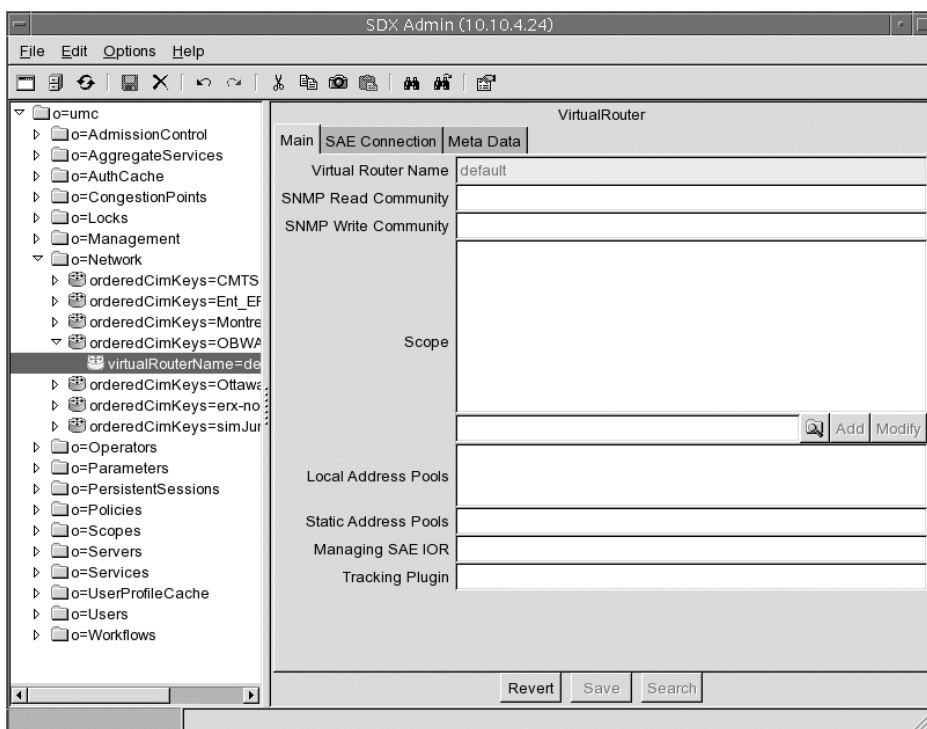 SDX Admin (10.10.4.24)
File Edit Options Help
o=umc
o=AdmissionControl
o=AggregateServices
o=AuthCache
o=CongestionPoints
o=Locks
o=Management
o=Network
orderedCimKeys=CMTS
orderedCimKeys=Ent_EF
orderedCimKeys=Montre
orderedCimKeys=OBWA
virtualRouterName=de
orderedCimKeys=Ottawa
orderedCimKeys=erx-no
orderedCimKeys=simJur
o=Operators
o=Parameters
o=PersistentSessions
o=Policies
o=Scopes
o=Servers
o=Services
o=UserProfileCache
o=Users
o=Workflows
VirtualRouter
Main SAE Connection Meta Data
Virtual Router Name default
SNMP Read Community
SNMP Write Community
Scope
Add Modify
Local Address Pools
Static Address Pools
Managing SAE IOR
Tracking Plugin
Revert Save Search